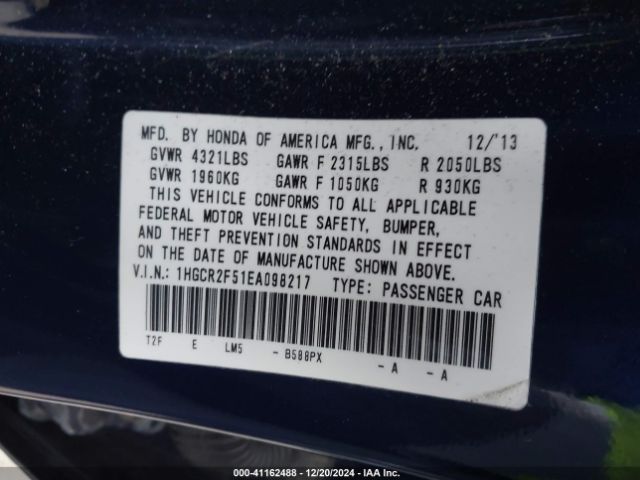 MFD. BY HONDA OF AMERICA MFG., INC. 12/'13
GVWR 4321LBS GAWR F 2315LBS R 2050LBS
GVWR 1960KG GAWR F 1050KG R 930KG
THIS VEHICLE CONFORMS TO ALL APPLICABLE
FEDERAL MOTOR VEHICLE SAFETY, BUMPER,
AND THEFT PREVENTION STANDARDS IN EFFECT
ON THE DATE OF MANUFACTURE SHOWN ABOVE.
V.I.N.: 1HGCR2F51EA098217 TYPE: PASSENGER CAR
T2F E LM5 - B588PX - A - A
000-41162488 - 12/20/2024 - IAAI.COM